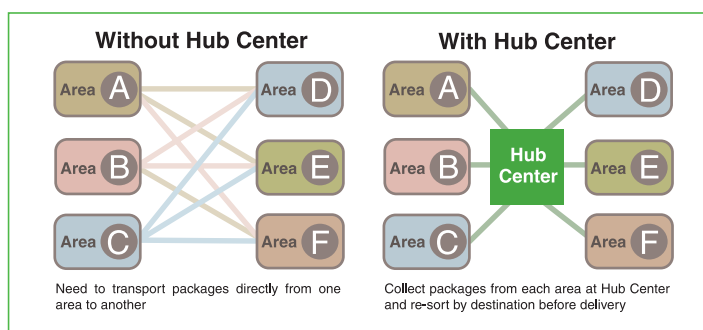 Without Hub Center
Area A
Area D
Area B
Area E
Area C
Area F
Need to transport packages directly from one
area to another
With Hub Center
Area A
Area D
Area B
Hub
Center
Area E
Area C
Area F
Collect packages from each area at Hub Center
and re-sort by destination before delivery